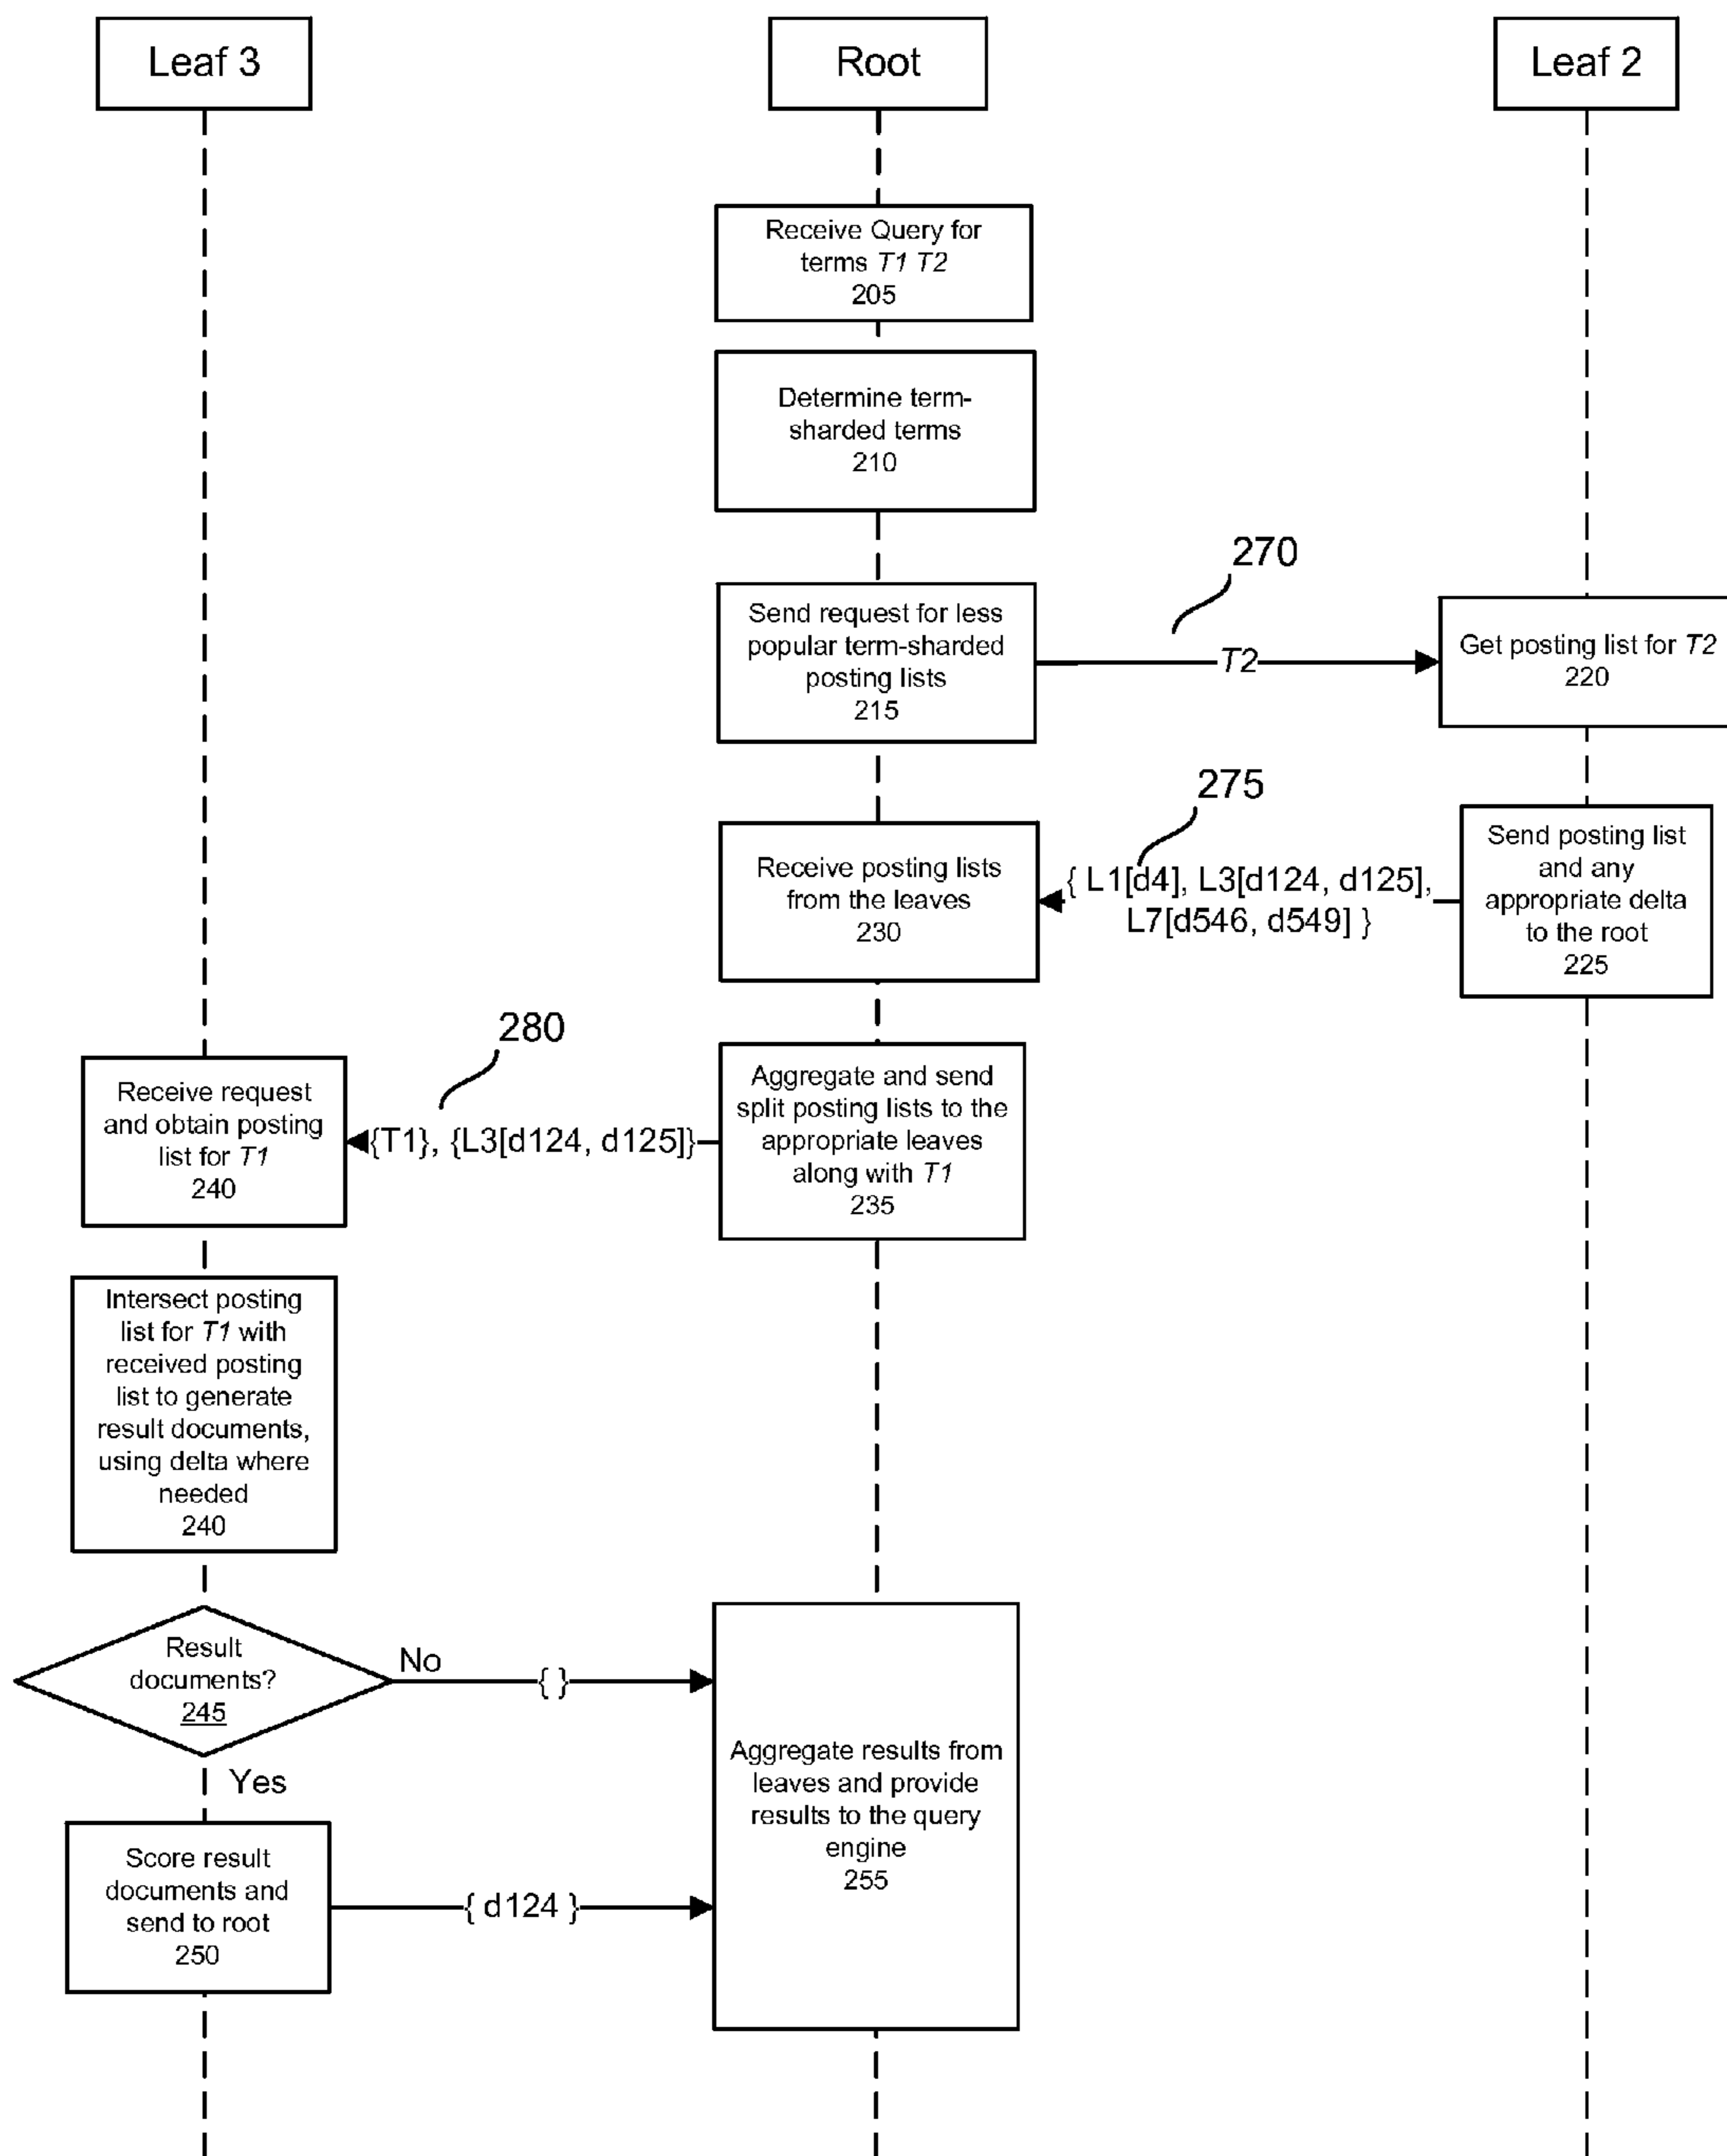 Leaf 3
Root
Leaf 2
Receive Query for
terms T1 T2
205
Determine term-
sharded terms
210
270
Send request for less
popular term-sharded
posting lists
215
T2
Get posting list for T2
220
275
Receive posting lists
from the leaves
230
{ L1[d4], L3[d124, d125],
L7[d546, d549] }
Send posting list
and any
appropriate delta
to the root
225
280
Receive request
and obtain posting
list for T1
240
{T1}, {L3[d124, d125]}
Aggregate and send
split posting lists to the
appropriate leaves
along with T1
235
Intersect posting
list for T1 with
received posting
list to generate
result documents,
using delta where
needed
240
Result
documents?
245
No
{ }
Yes
Aggregate results from
leaves and provide
results to the query
engine
255
Score result
documents and
send to root
250
{ d124 }